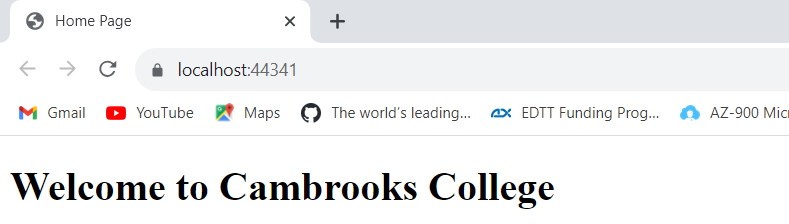 Home Page
localhost:44341
Gmail YouTube Maps The world's leading... EDTT Funding Prog... AZ-900 Mic
Welcome to Cambrooks College